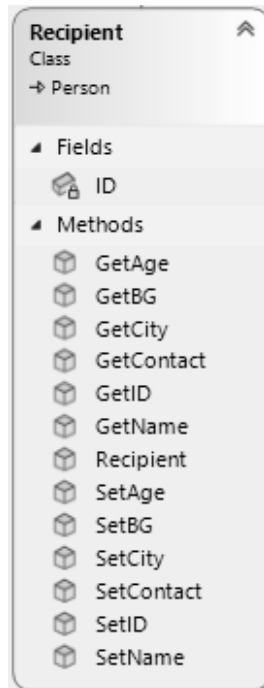 Recipient
Class
→ Person
Fields
ID
Methods
GetAge
GetBG
GetCity
GetContact
GetID
GetName
Recipient
SetAge
SetBG
SetCity
SetContact
SetID
SetName